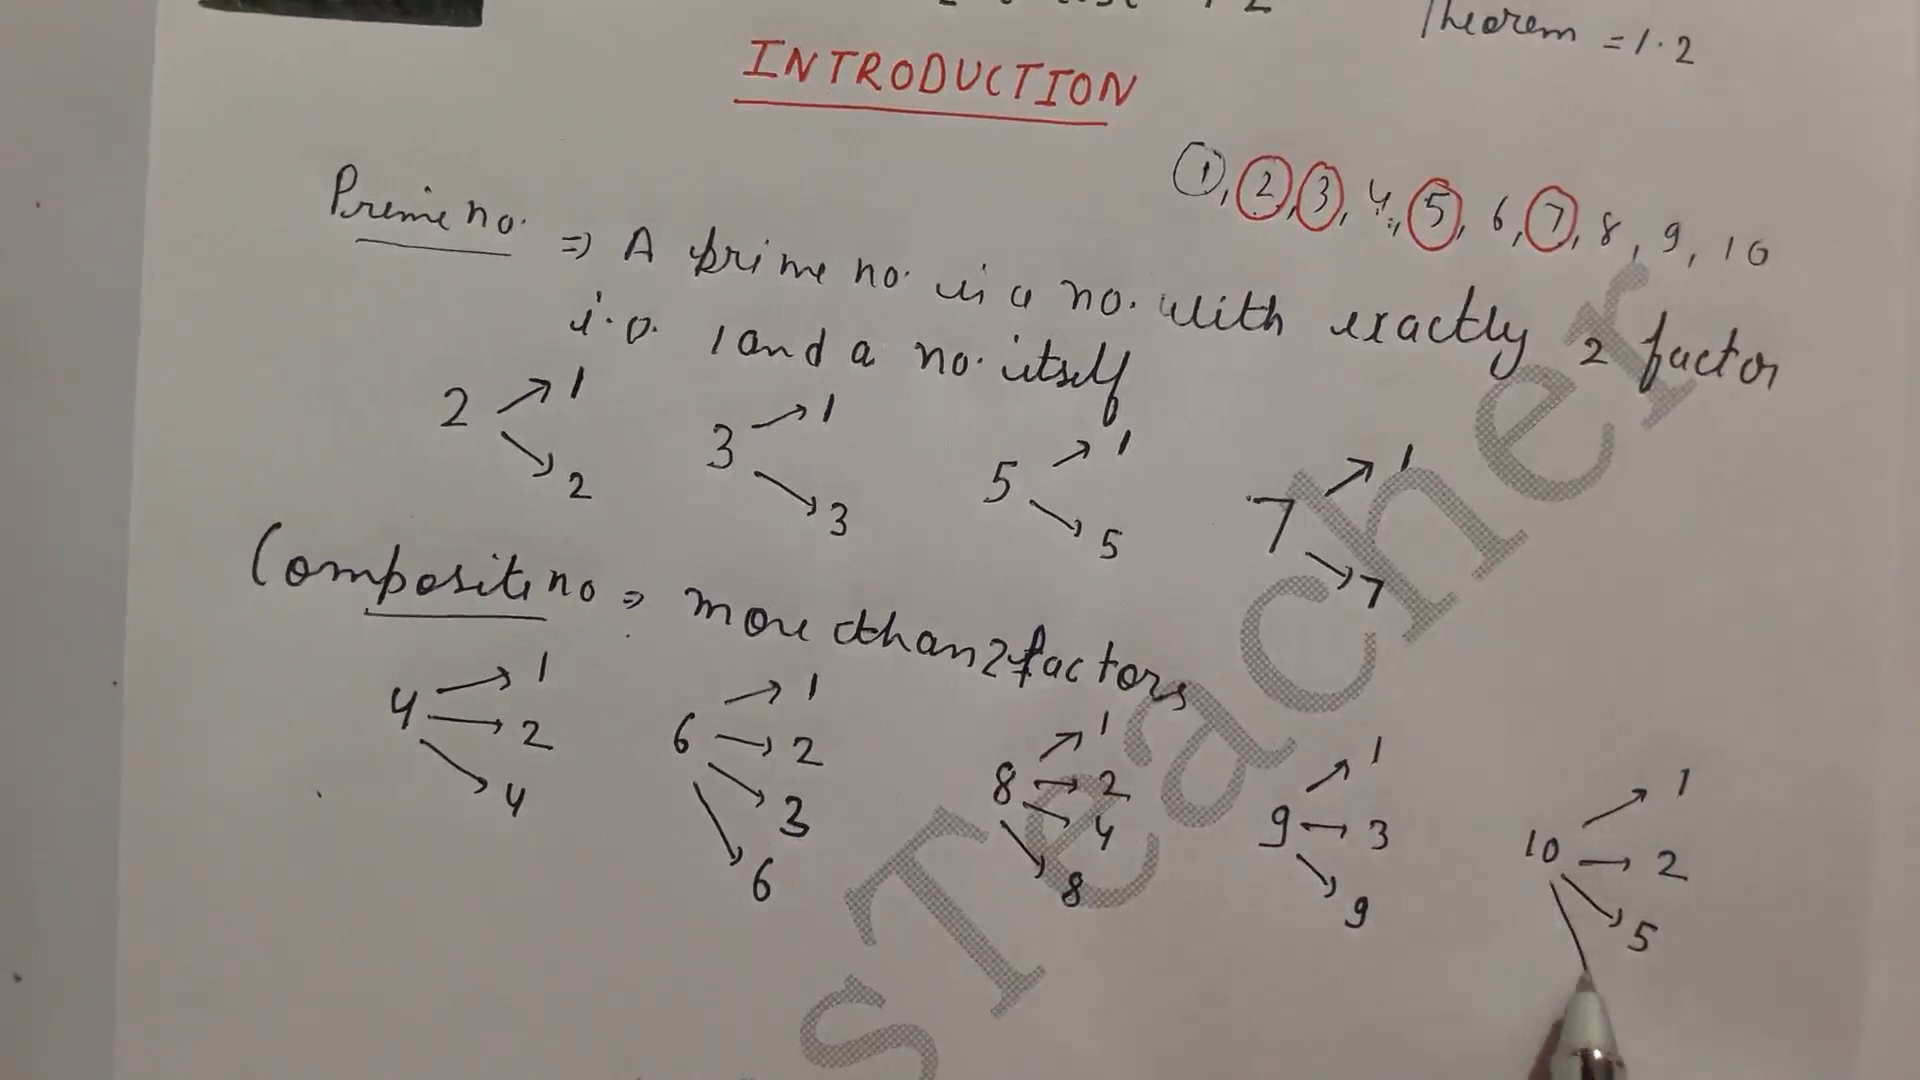 Theorem = 1.2
INTRODUCTION
1, 2, 3, 4, 5, 6, 7, 8, 9, 10
Prime no. => A prime no. is a no. with exactly 2 factor
i.e. 1 and a no. itself
2 → 1 → 2
3 → 1 → 3
5 → 1 → 5
7 → 1 → 7
Composite no => more than 2 factors
4 → 1 → 2 → 4
6 → 1 → 2 → 3 → 6
8 → 1 → 2 → 4 → 8
9 → 1 → 3 → 9
10 → 1 → 2 → 5
sTeacher